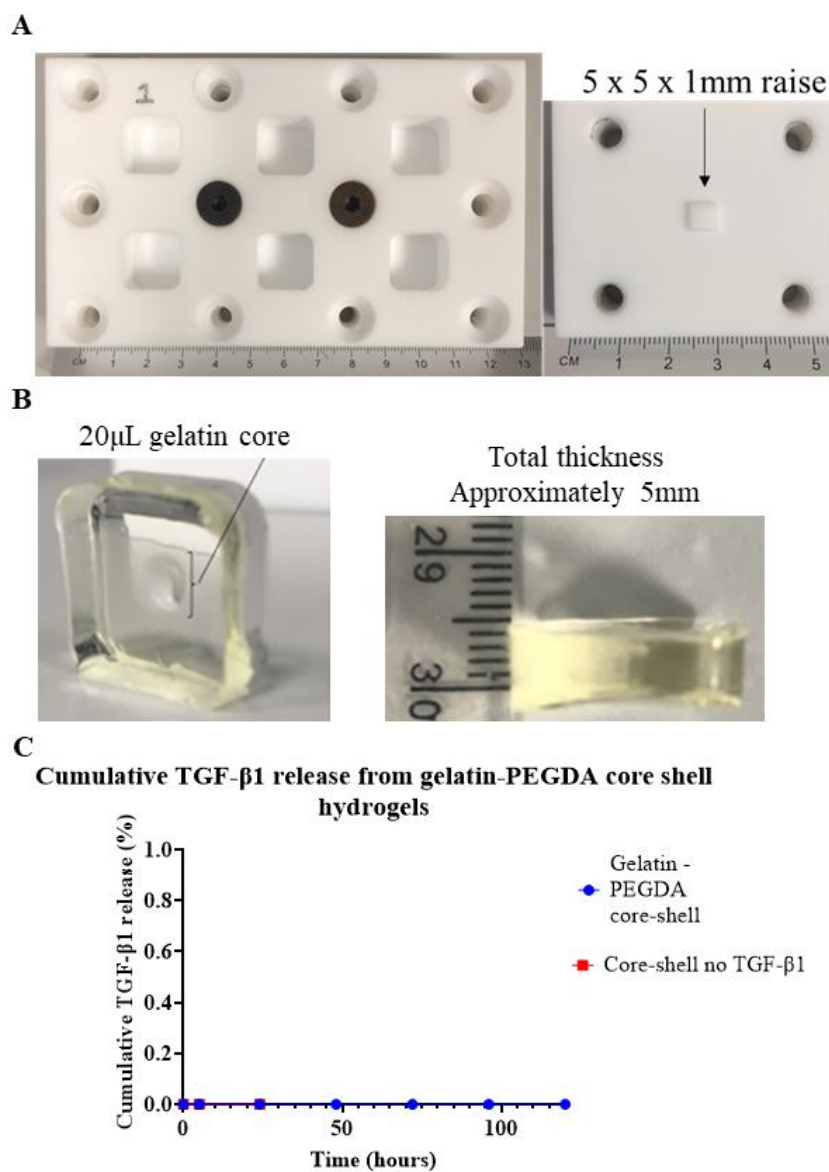 A
1
5 x 5 x 1mm raise
CM 1 2 3 4 5 6 7 8 9 10 11 12 13
CM 1 2 3 4 5
B
20μL gelatin core
Total thickness
Approximately 5mm
29
30
C
Cumulative TGF-β1 release from gelatin-PEGDA core shell
hydrogels
Cumulative TGF-β1 release (%)
1.0
0.8
0.6
0.4
0.2
0.0
0 50 100
Time (hours)
Gelatin -
PEGDA
core-shell
Core-shell no TGF-β1